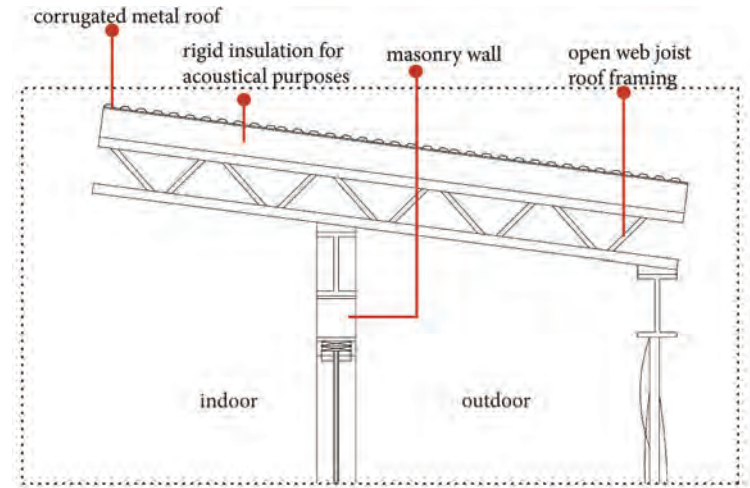 corrugated metal roof
rigid insulation for
acoustical purposes
masonry wall
open web joist
roof framing
indoor
outdoor